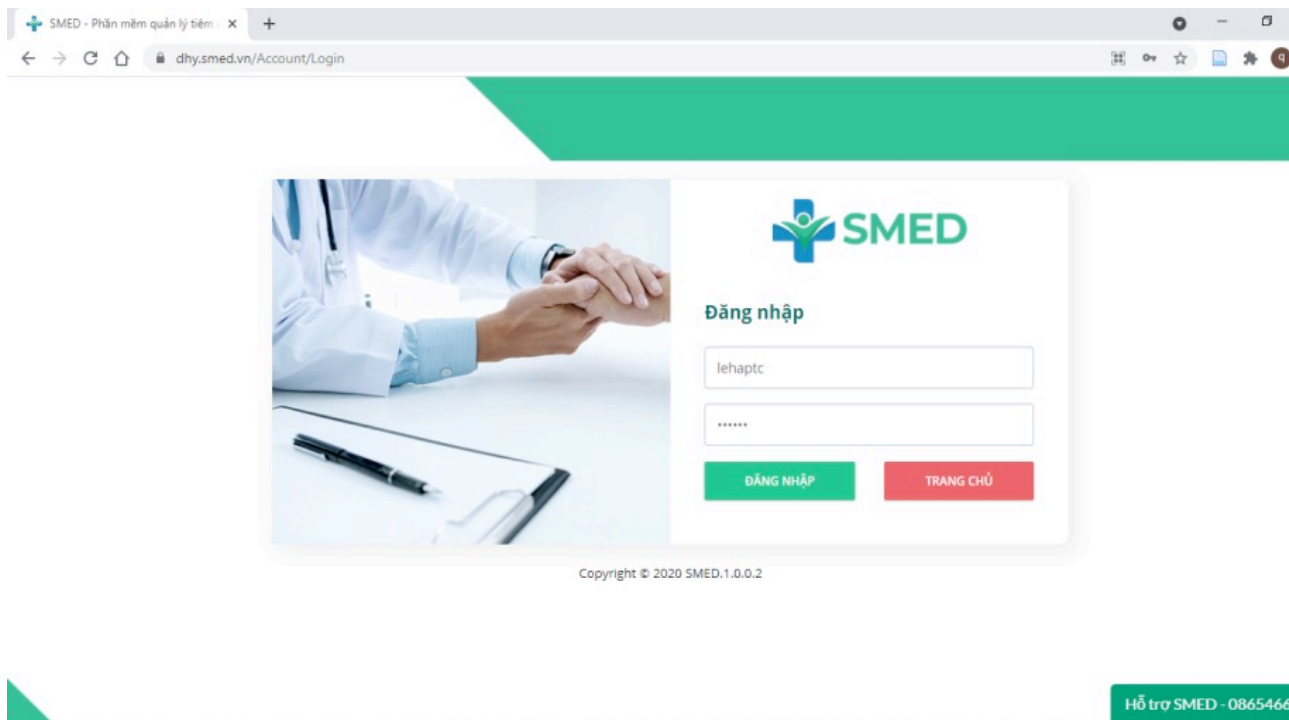 SMED - Phần mềm quản lý tiêm
dhy.smed.vn/Account/Login
q
SMED
Đăng nhập
lehaptc
······
ĐĂNG NHẬP
TRANG CHỦ
Copyright © 2020 SMED.1.0.0.2
Hỗ trợ SMED - 0865466